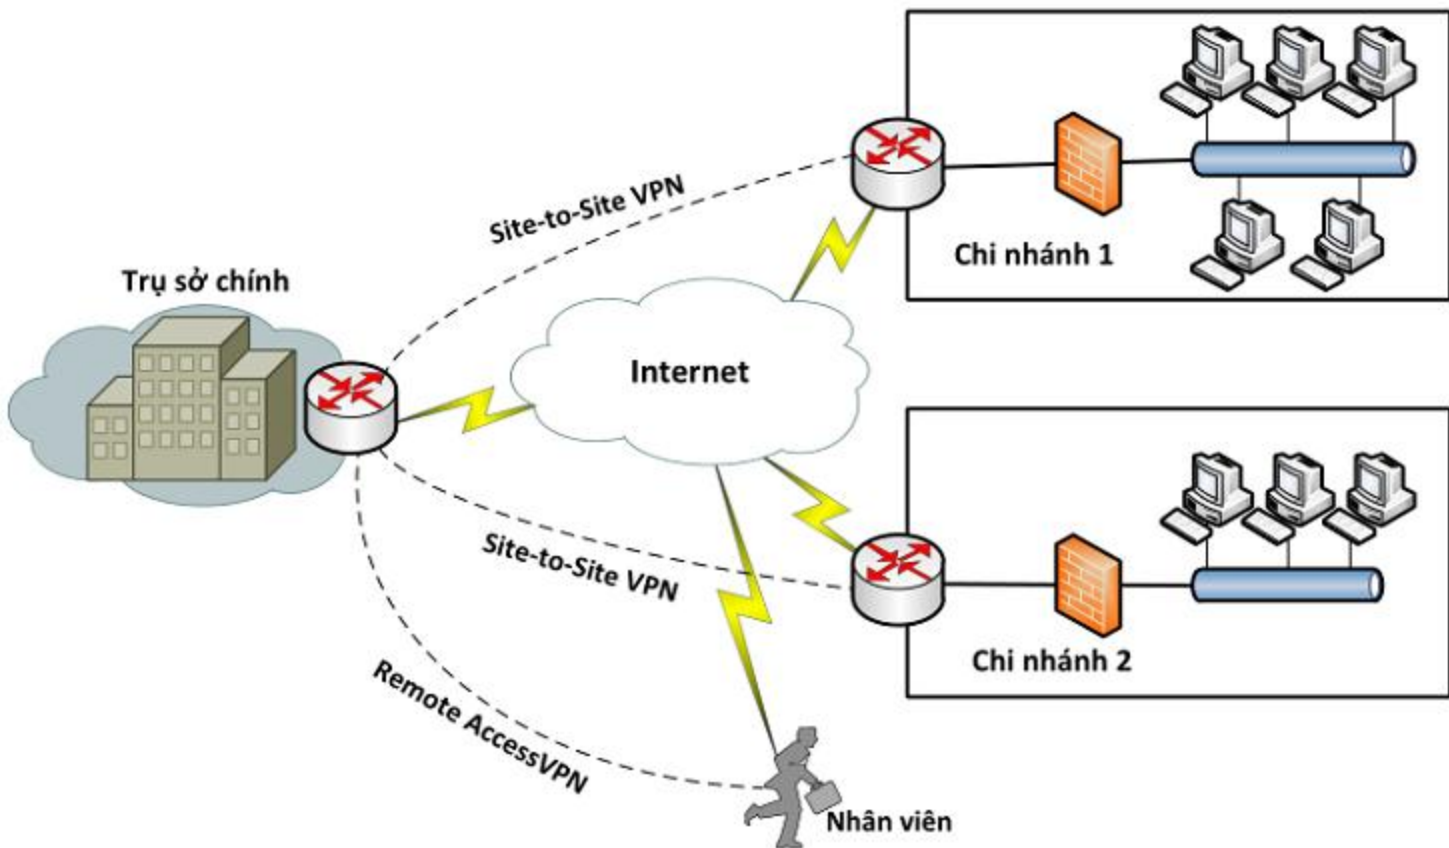 Site-to-Site VPN
Chi nhánh 1
Trụ sở chính
Internet
Site-to-Site VPN
Chi nhánh 2
Remote AccessVPN
Nhân viên